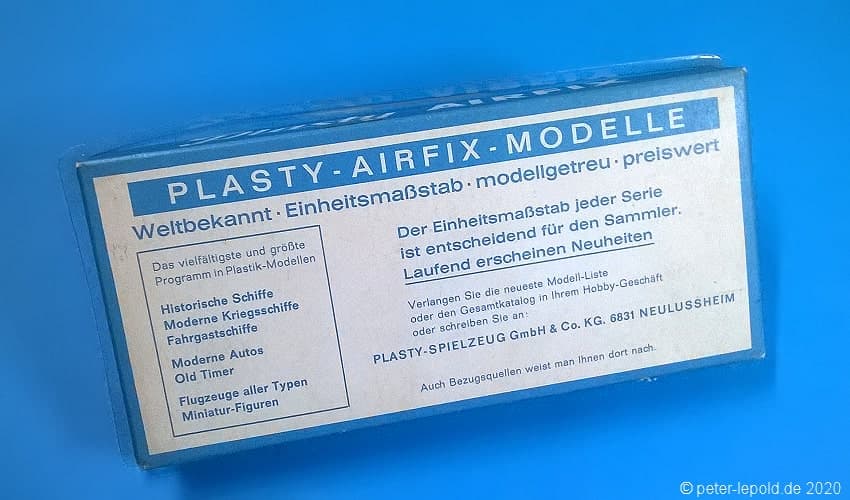 AIRFIX
PLASTY-AIRFIX-MODELLE
Weltbekannt · Einheitsmaßstab · modellgetreu · preiswert
Das vielfältigste und größte
Programm in Plastik-Modellen
Historische Schiffe
Moderne Kriegsschiffe
Fahrgastschiffe
Moderne Autos
Old Timer
Flugzeuge aller Typen
Miniatur-Figuren
Der Einheitsmaßstab jeder Serie
ist entscheidend für den Sammler.
Laufend erscheinen Neuheiten
Verlangen Sie die neueste Modell-Liste
oder den Gesamtkatalog in Ihrem Hobby-Geschäft
oder schreiben Sie an:
PLASTY-SPIELZEUG GmbH & Co. KG. 6831 NEULUSSHEIM
Auch Bezugsquellen weist man Ihnen dort nach.
© peter-lepold.de 2020